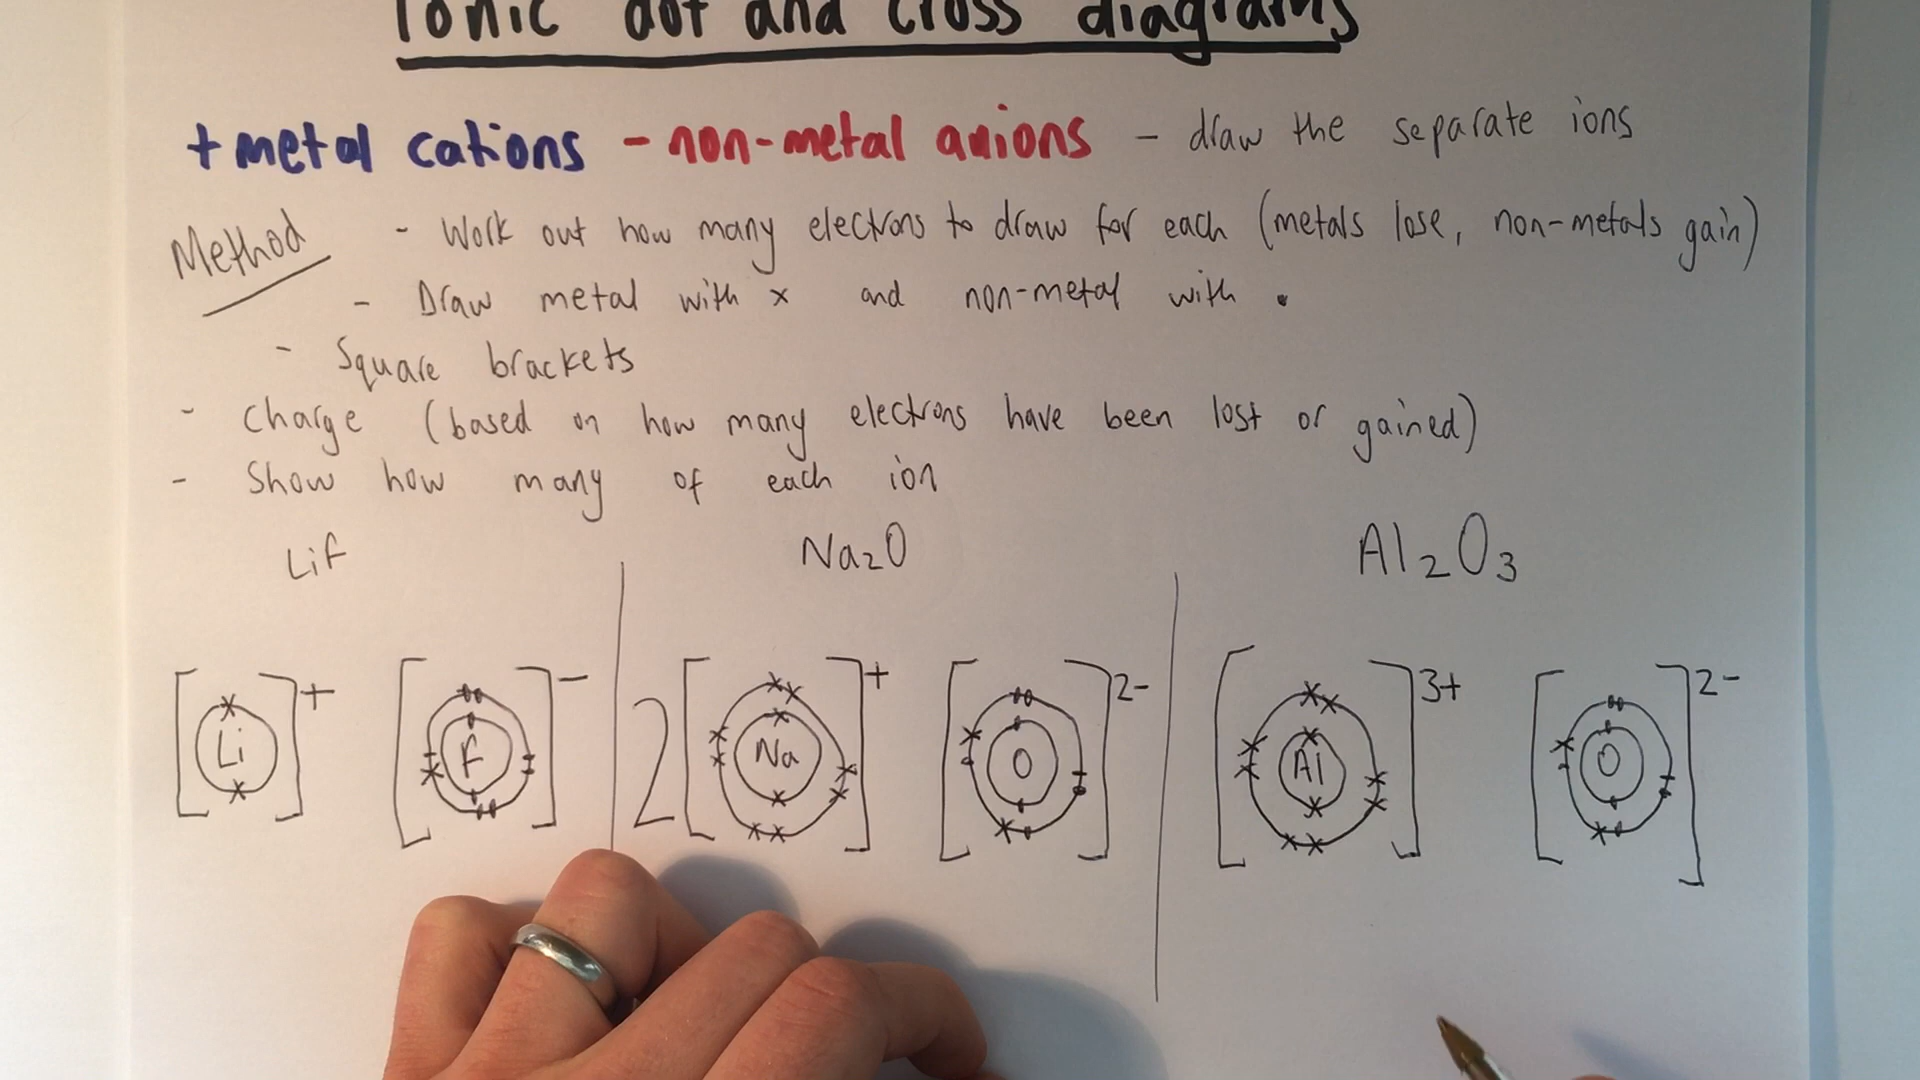 Ionic dot and cross diagrams
+ metal cations - non-metal anions - draw the separate ions
Method - Work out how many electrons to draw for each (metals lose, non-metals gain)
- Draw metal with x and non-metal with •
- Square brackets
- Charge (based on how many electrons have been lost or gained)
- Show how many of each ion
LiF Na₂O Al₂O₃
[Li]⁺ [F]⁻ 2[Na]⁺ [O]²⁻ [Al]³⁺ [O]²⁻